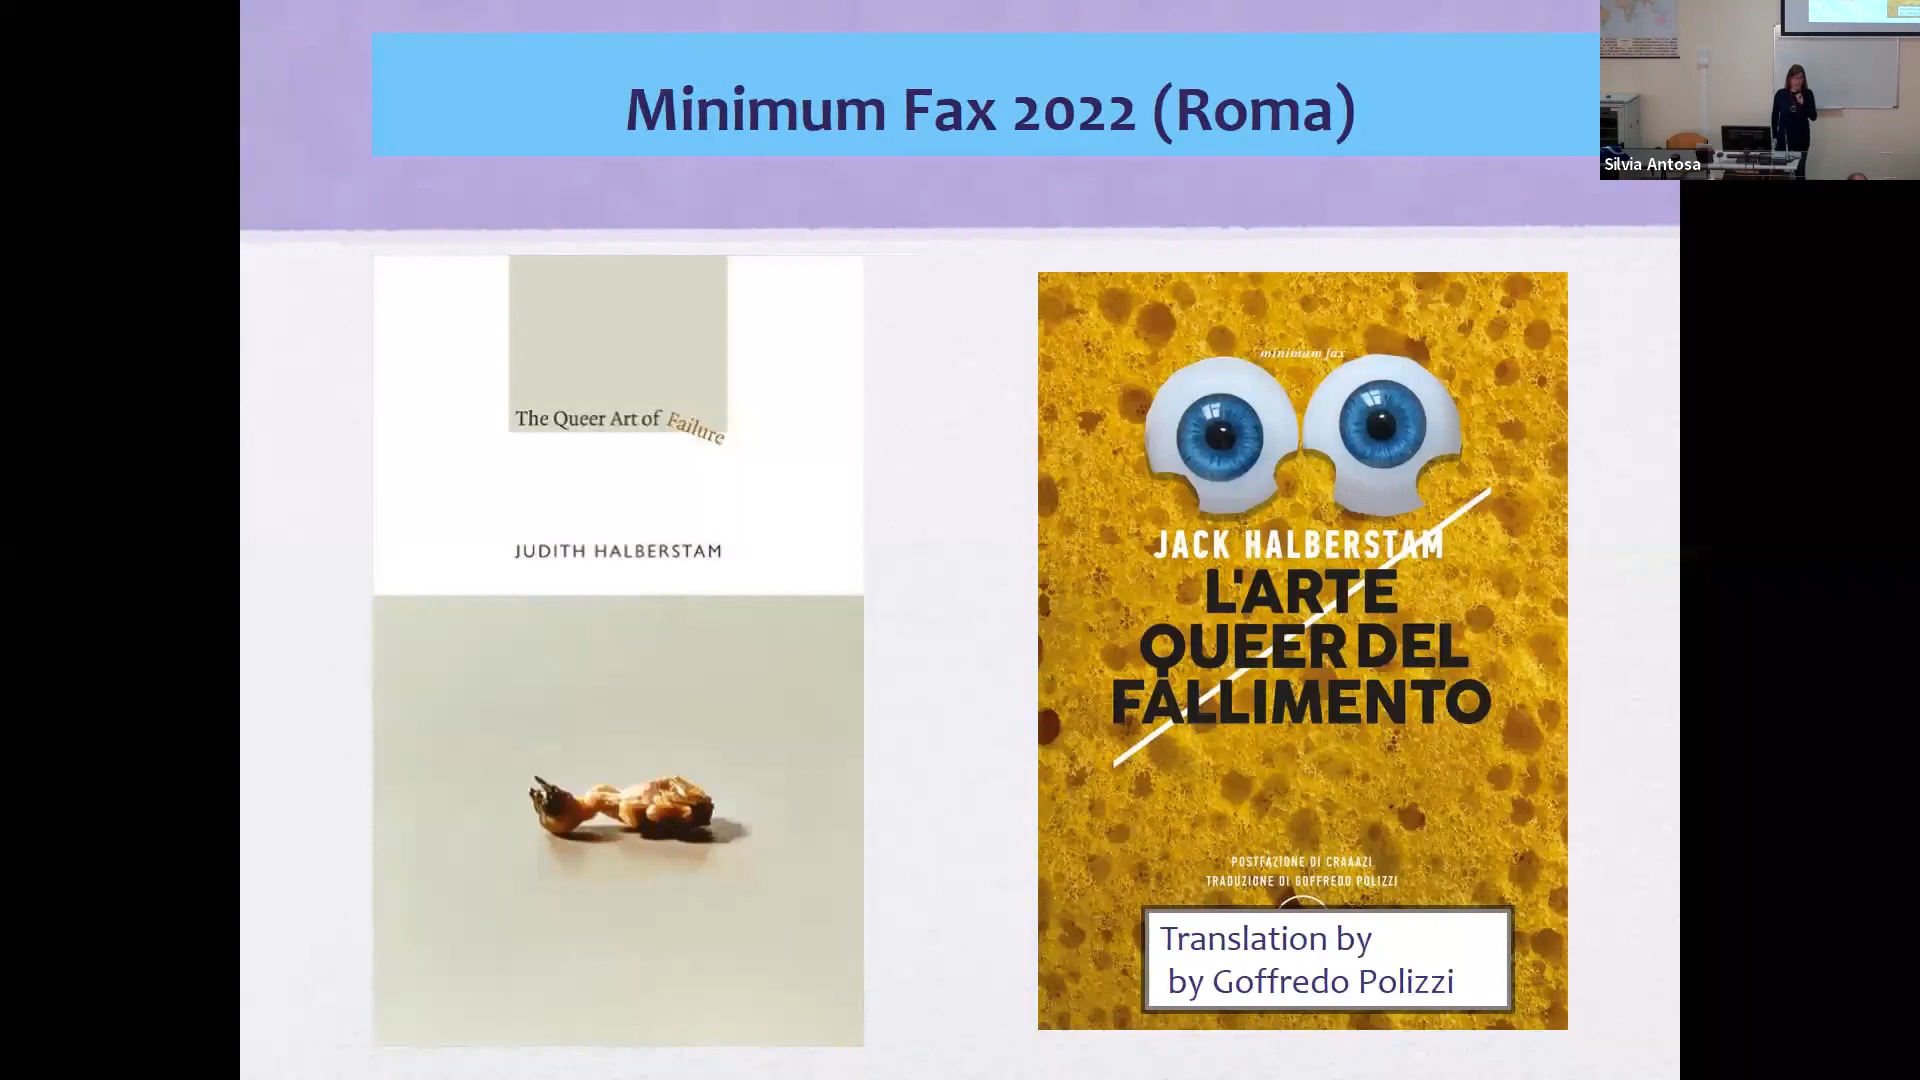 Minimum Fax 2022 (Roma)
Silvia Antosa
The Queer Art of Failure
JUDITH HALBERSTAM
minimum fax
JACK HALBERSTAM
L'ARTE
QUEER DEL
FALLIMENTO
POSTFAZIONE DI CRAAAZI
TRADUZIONE DI GOFFREDO POLIZZI
Translation by
by Goffredo Polizzi